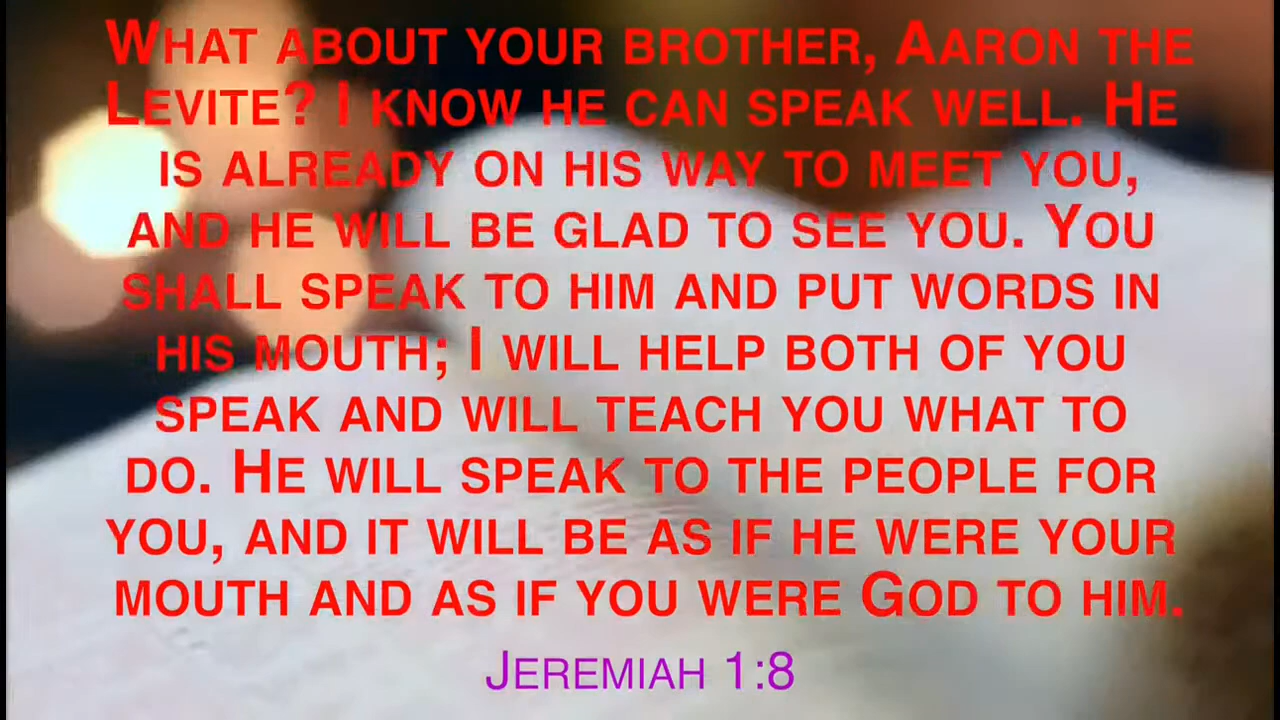 What about your brother, Aaron the
Levite? I know he can speak well. He
is already on his way to meet you,
and he will be glad to see you. You
shall speak to him and put words in
his mouth; I will help both of you
speak and will teach you what to
do. He will speak to the people for
you, and it will be as if he were your
mouth and as if you were God to him.
Jeremiah 1:8